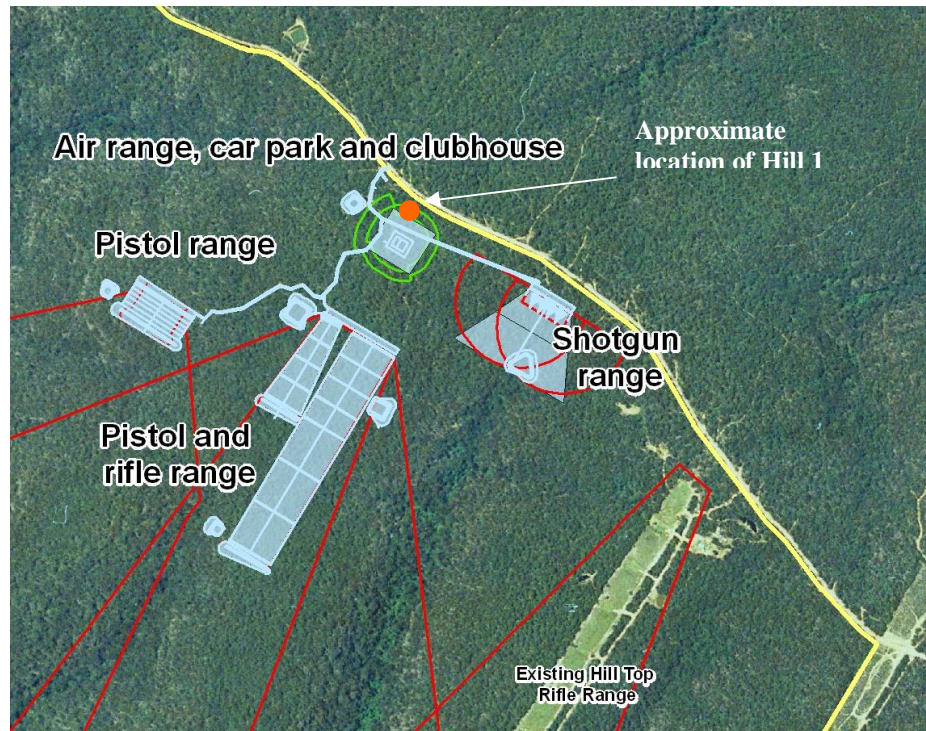 Approximate
location of Hill 1
Air range, car park and clubhouse
Pistol range
Shotgun
range
Pistol and
rifle range
Existing Hill Top
Rifle Range